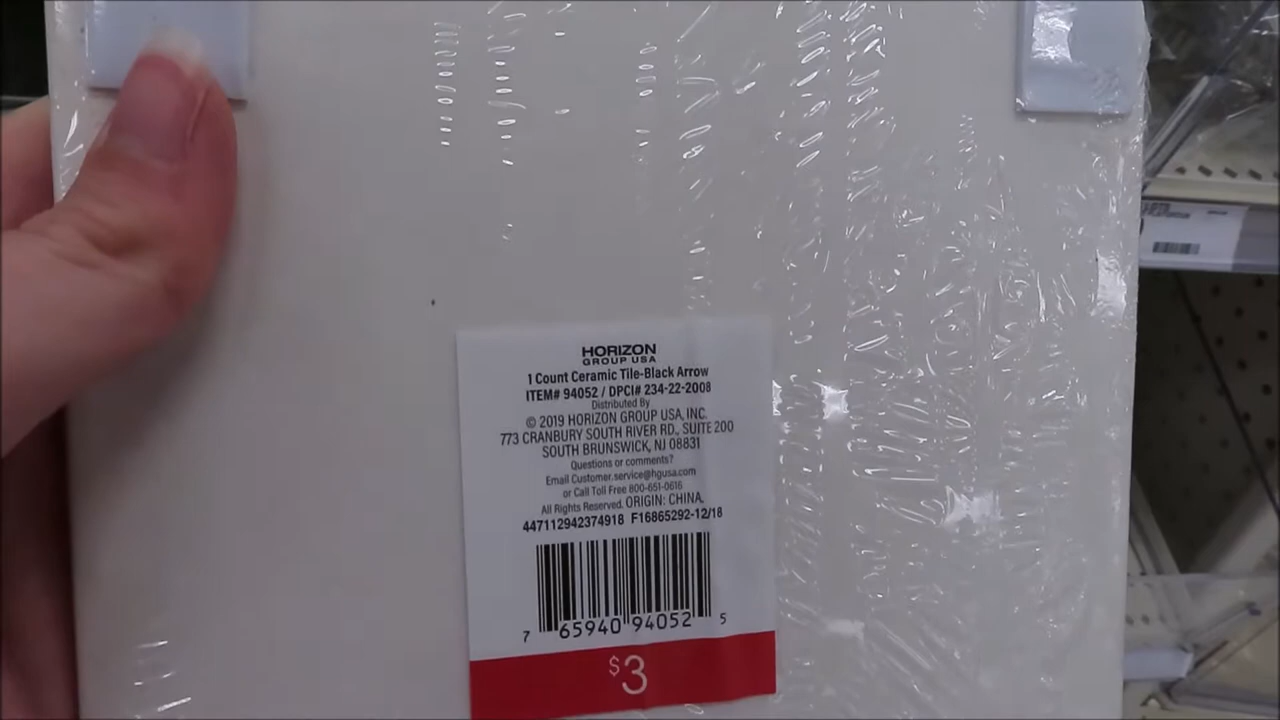 HORIZON
GROUP USA
1 Count Ceramic Tile-Black Arrow
ITEM# 94052 / DPCI# 234-22-2008
Distributed By
© 2019 HORIZON GROUP USA, INC.
773 CRANBURY SOUTH RIVER RD., SUITE 200
SOUTH BRUNSWICK, NJ 08831
Questions or comments?
Email Customer.service@hgusa.com
or Call Toll Free 800-651-0616
All Rights Reserved. ORIGIN: CHINA.
447112942374918 F16865292-12/18
7 65940 94052 5
$3